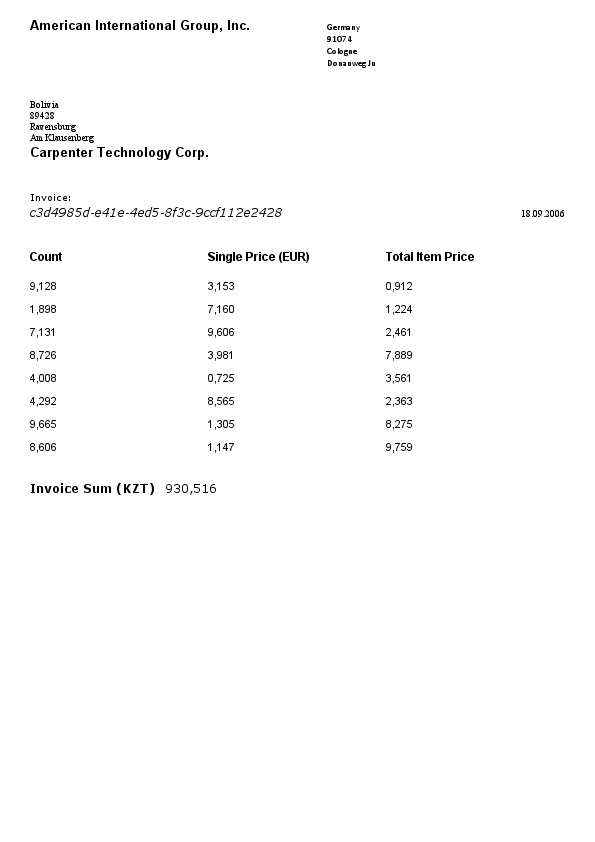 American International Group, Inc.
Germany
91074
Cologne
Donauweg Ju
Bolivia
89428
Ravensburg
Am Klausenberg
Carpenter Technology Corp.
Invoice:
c3d4985d-e41e-4ed5-8f3c-9ccf112e2428 18.09.2006
Count Single Price (EUR) Total Item Price
9,128 3,153 0,912
1,898 7,160 1,224
7,131 9,606 2,461
8,726 3,981 7,889
4,008 0,725 3,561
4,292 8,565 2,363
9,665 1,305 8,275
8,606 1,147 9,759
Invoice Sum (KZT) 930,516